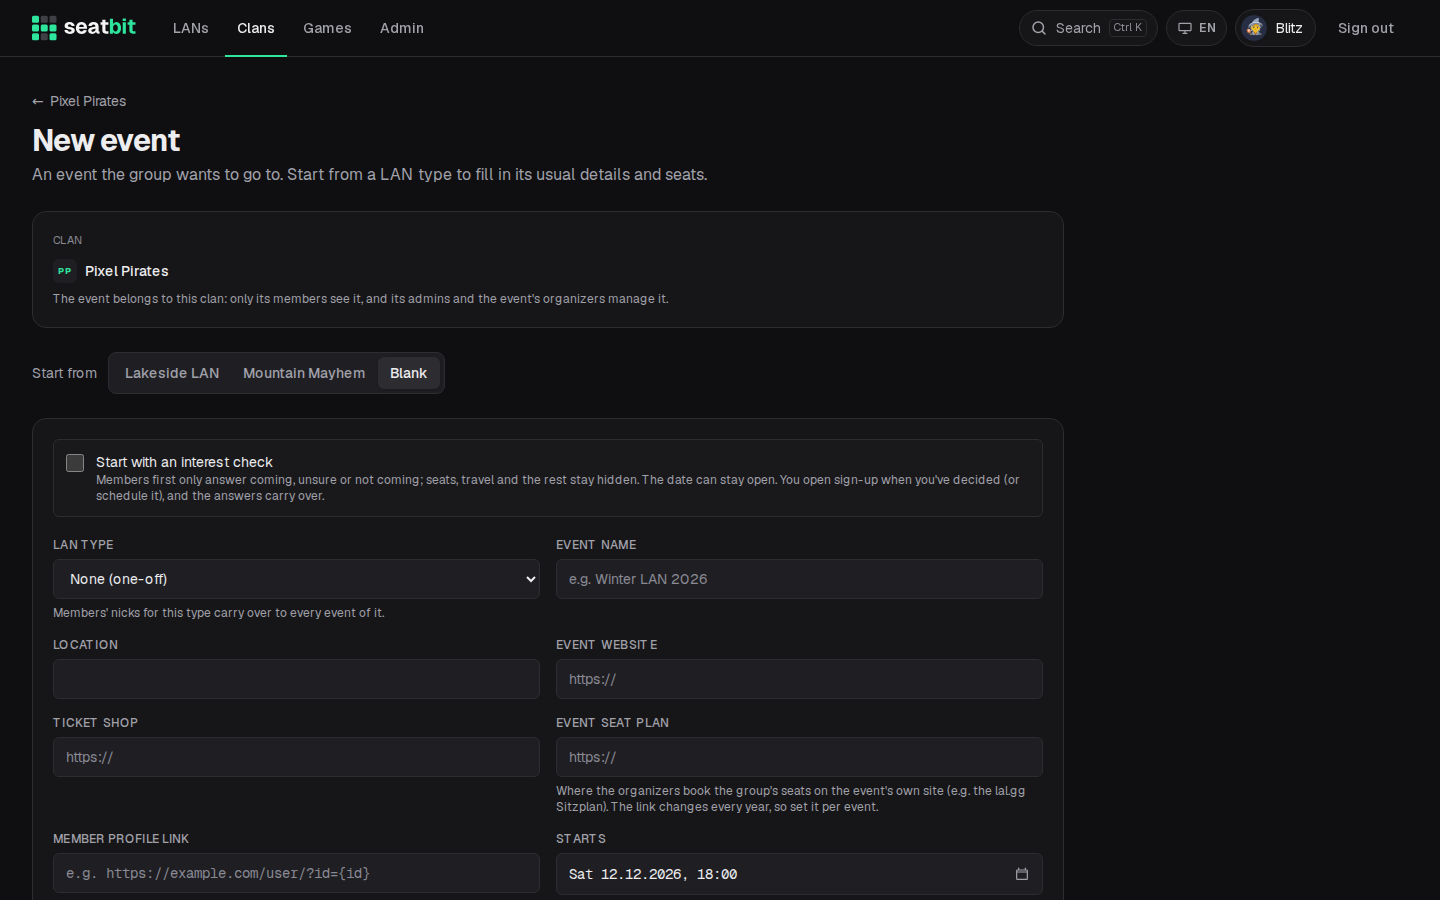 seatbit
LANs
Clans
Games
Admin
Search
Ctrl K
EN
Blitz
Sign out
← Pixel Pirates
New event
An event the group wants to go to. Start from a LAN type to fill in its usual details and seats.
CLAN
PP
Pixel Pirates
The event belongs to this clan: only its members see it, and its admins and the event's organizers manage it.
Start from
Lakeside LAN
Mountain Mayhem
Blank
Start with an interest check
Members first only answer coming, unsure or not coming; seats, travel and the rest stay hidden. The date can stay open. You open sign-up when you've decided (or
schedule it), and the answers carry over.
LAN TYPE
EVENT NAME
None (one-off)
e.g. Winter LAN 2026
Members' nicks for this type carry over to every event of it.
LOCATION
EVENT WEBSITE
https://
TICKET SHOP
EVENT SEAT PLAN
https://
https://
Where the organizers book the group's seats on the event's own site (e.g. the lal.gg
Sitzplan). The link changes every year, so set it per event.
MEMBER PROFILE LINK
STARTS
e.g. https://example.com/user/?id={id}
Sat 12.12.2026, 18:00